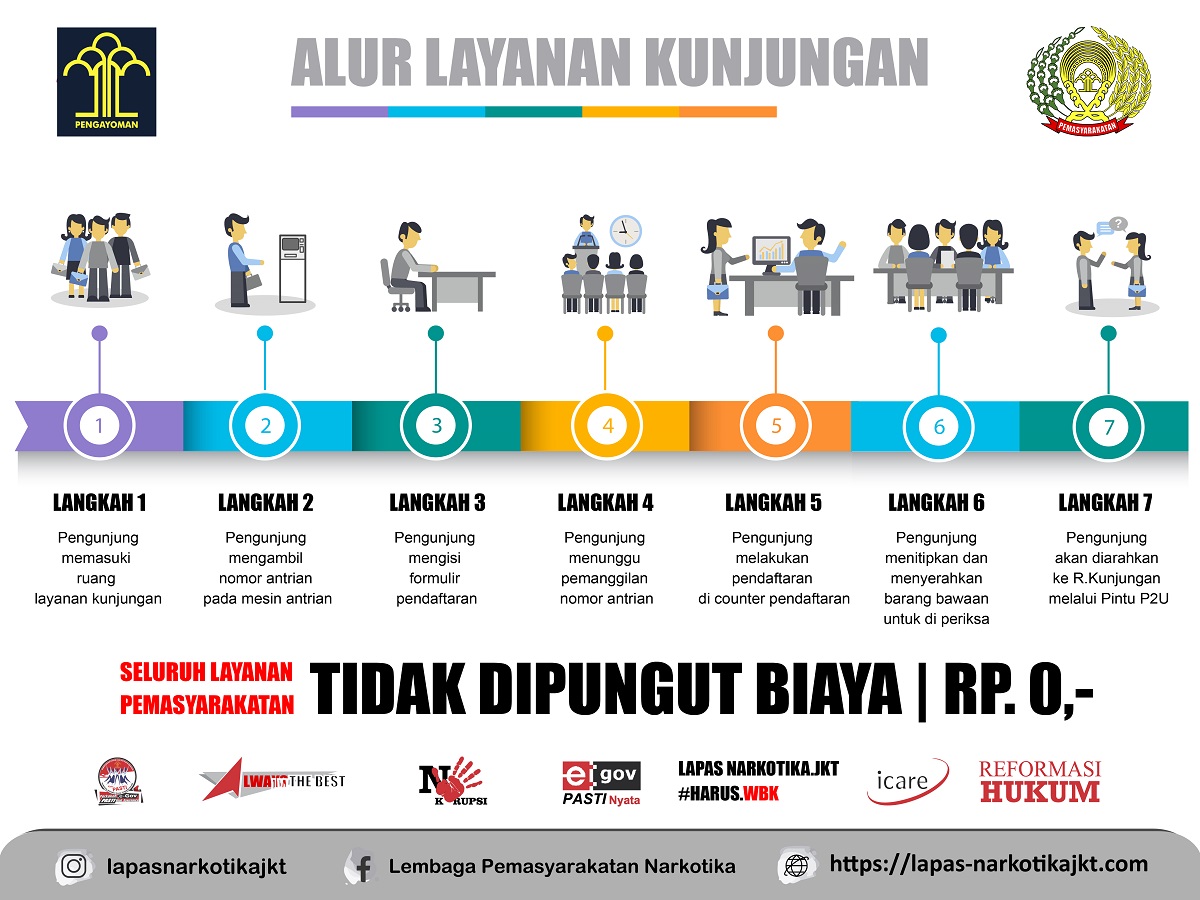 PENGAYOMAN
ALUR LAYANAN KUNJUNGAN
PEMASYARAKATAN
?
1
2
3
4
5
6
7
LANGKAH 1
Pengunjung
memasuki
ruang
layanan kunjungan
LANGKAH 2
Pengunjung
mengambil
nomor antrian
pada mesin antrian
LANGKAH 3
Pengunjung
mengisi
formulir
pendaftaran
LANGKAH 4
Pengunjung
menunggu
pemanggilan
nomor antrian
LANGKAH 5
Pengunjung
melakukan
pendaftaran
di counter pendaftaran
LANGKAH 6
Pengunjung
menitipkan dan
menyerahkan
barang bawaan
untuk di periksa
LANGKAH 7
Pengunjung
akan diarahkan
ke R.Kunjungan
melalui Pintu P2U
SELURUH LAYANAN
PEMASYARAKATAN
TIDAK DIPUNGUT BIAYA | RP. 0,-
PASTI
ALWAYS THE BEST
NO
KORUPSI
e-gov
PASTI Nyata
LAPAS NARKOTIKA.JKT
#HARUS.WBK
icare
REFORMASI
HUKUM
lapasnarkotikajkt
Lembaga Pemasyarakatan Narkotika
https://lapas-narkotikajkt.com